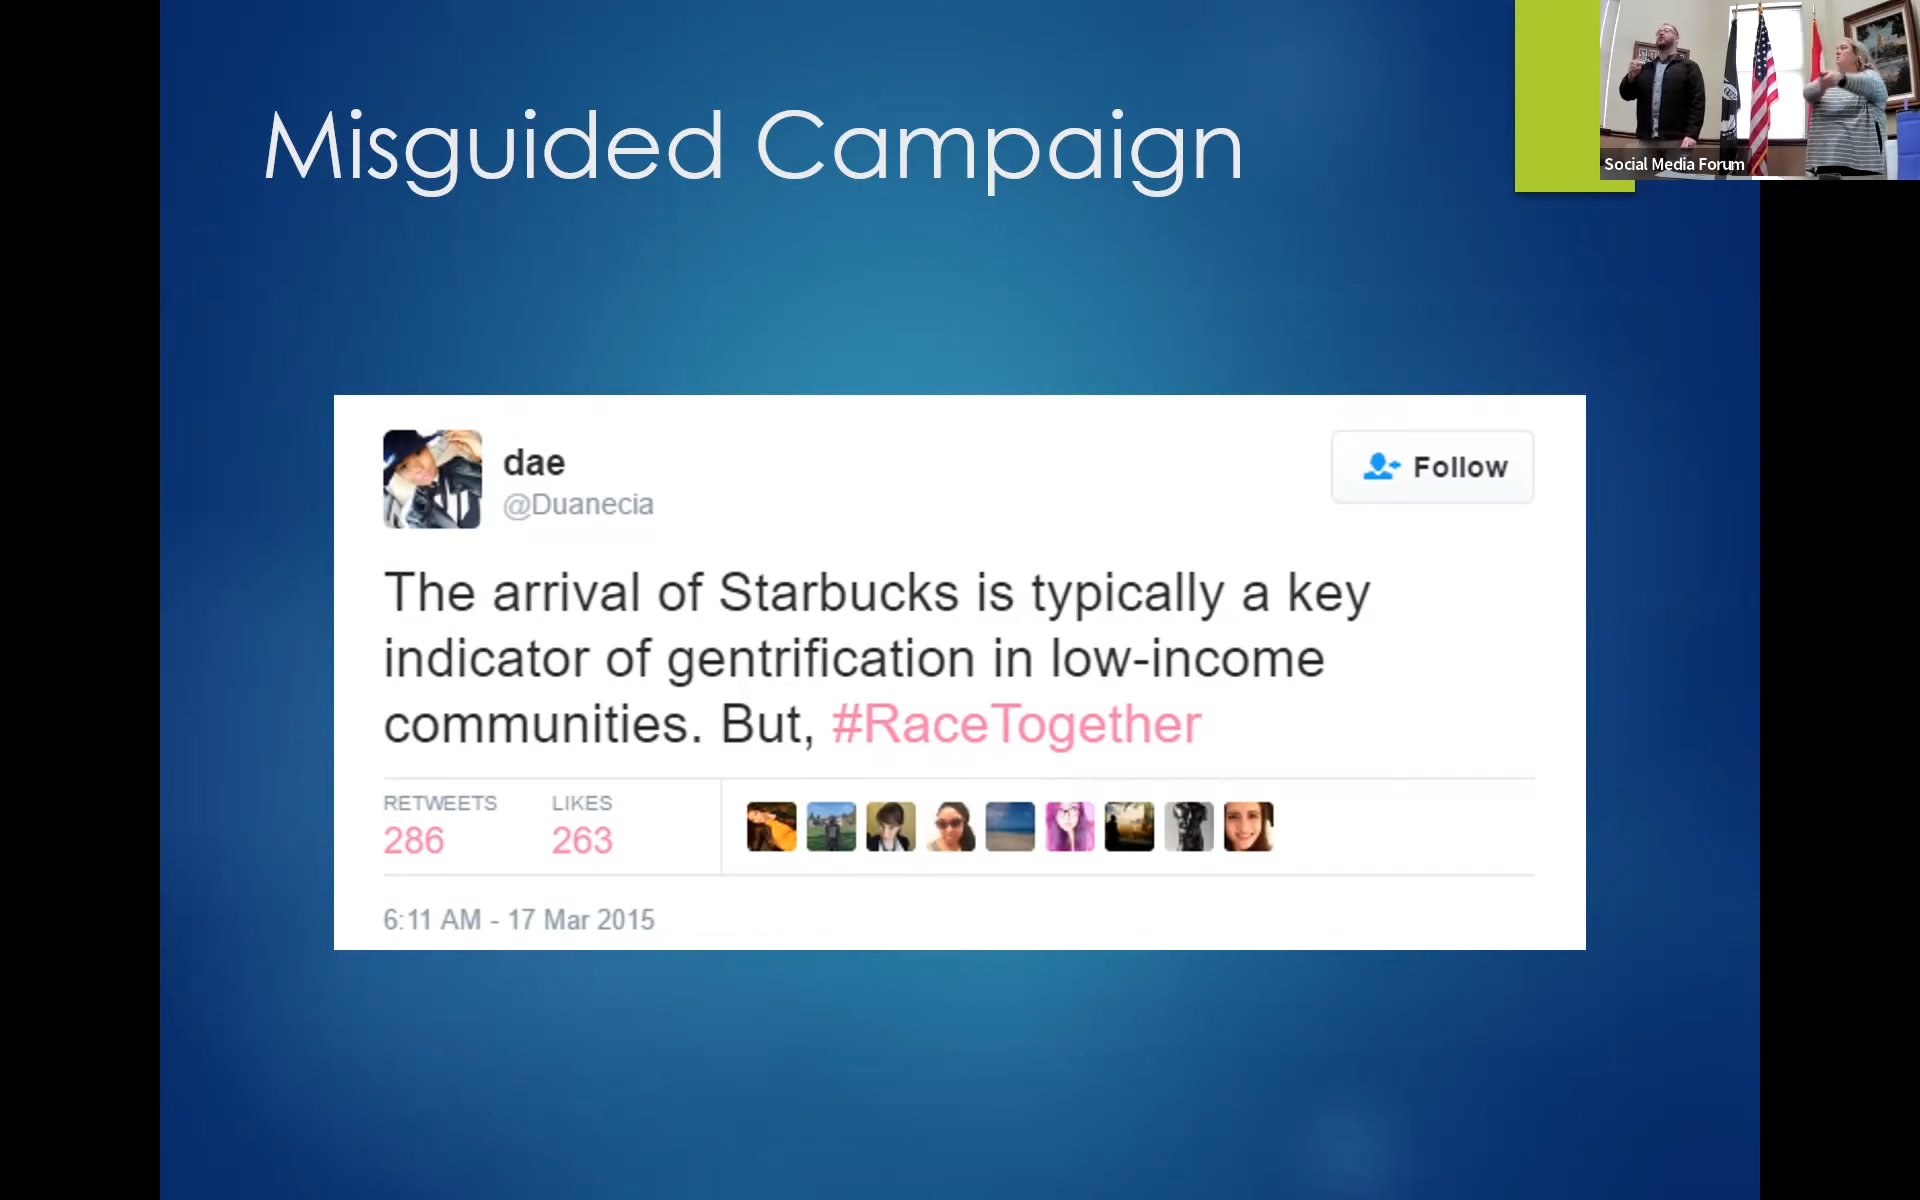 Misguided Campaign
Social Media Forum
dae
@Duanecia
Follow
The arrival of Starbucks is typically a key
indicator of gentrification in low-income
communities. But, #RaceTogether
RETWEETS
LIKES
286
263
6:11 AM - 17 Mar 2015